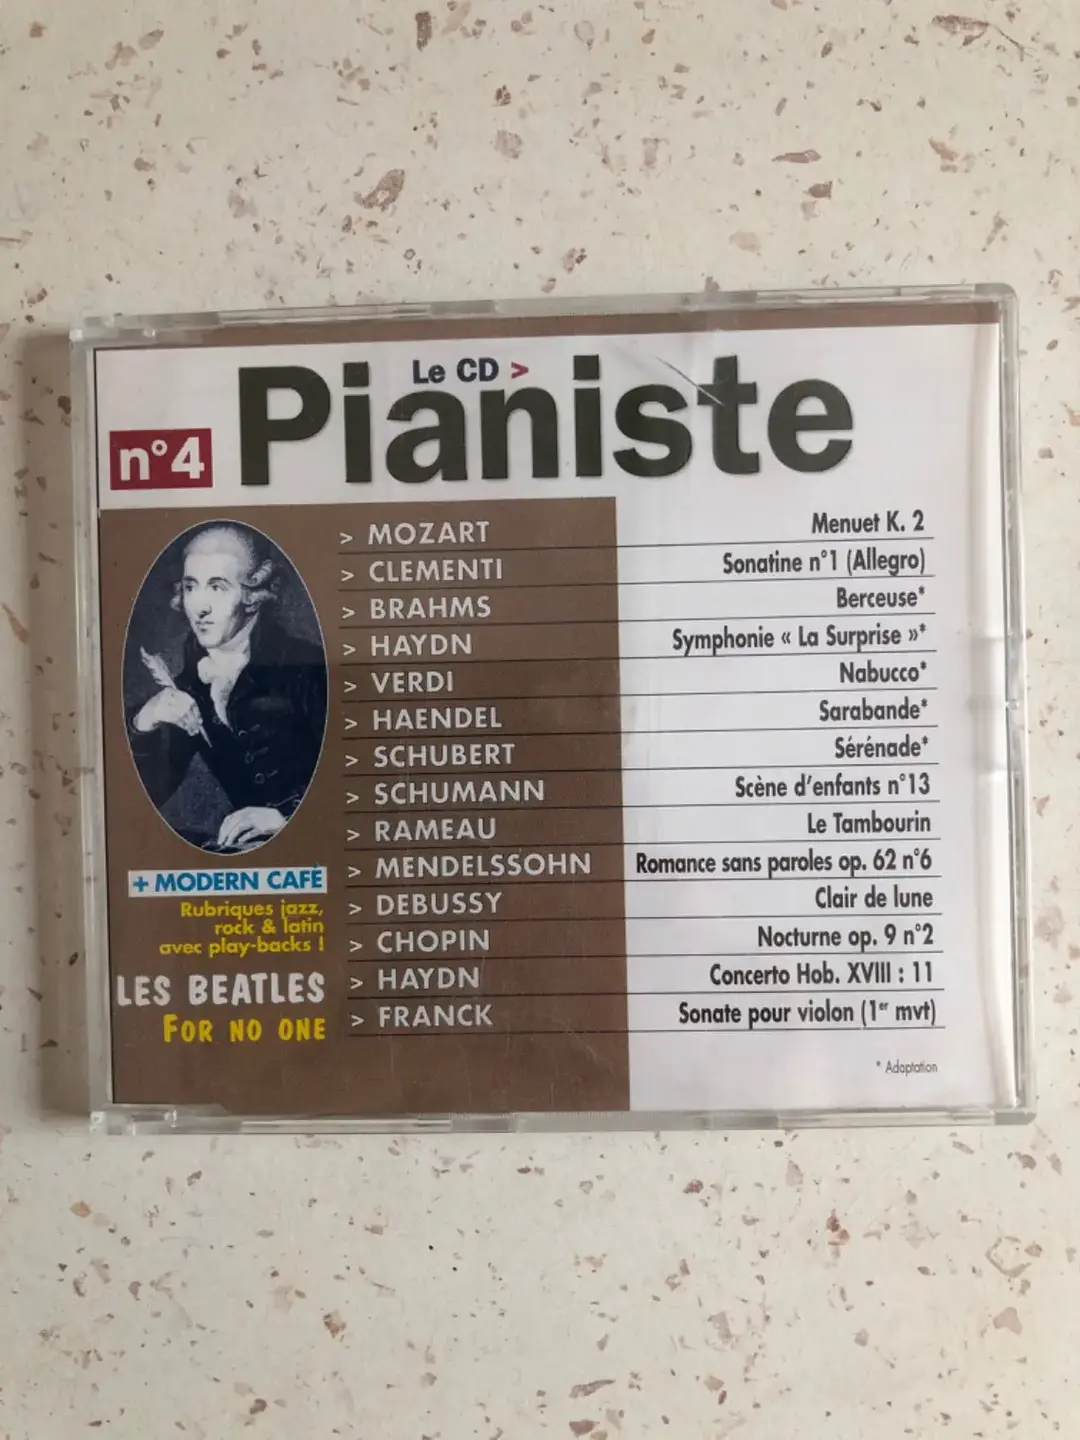 Le CD >
Pianiste
n°4
> MOZART Menuet K. 2
> CLEMENTI Sonatine n°1 (Allegro)
> BRAHMS Berceuse*
> HAYDN Symphonie « La Surprise »*
> VERDI Nabucco*
> HAENDEL Sarabande*
> SCHUBERT Sérénade*
> SCHUMANN Scène d'enfants n°13
> RAMEAU Le Tambourin
> MENDELSSOHN Romance sans paroles op. 62 n°6
> DEBUSSY Clair de lune
> CHOPIN Nocturne op. 9 n°2
> HAYDN Concerto Hob. XVIII : 11
> FRANCK Sonate pour violon (1er mvt)
* Adaptation
+ MODERN CAFÉ
Rubriques jazz,
rock & latin
avec play-backs !
LES BEATLES
FOR NO ONE